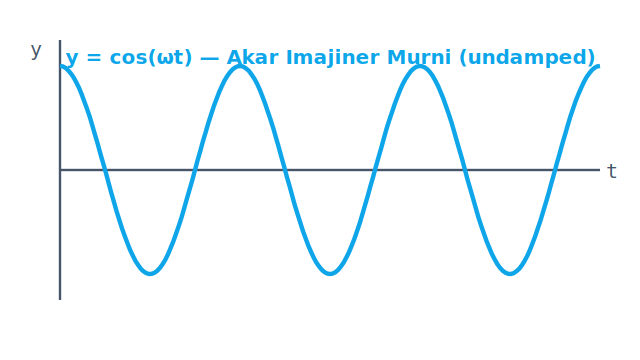 y
y = cos(ωt) — Akar Imajiner Murni (undamped)
t